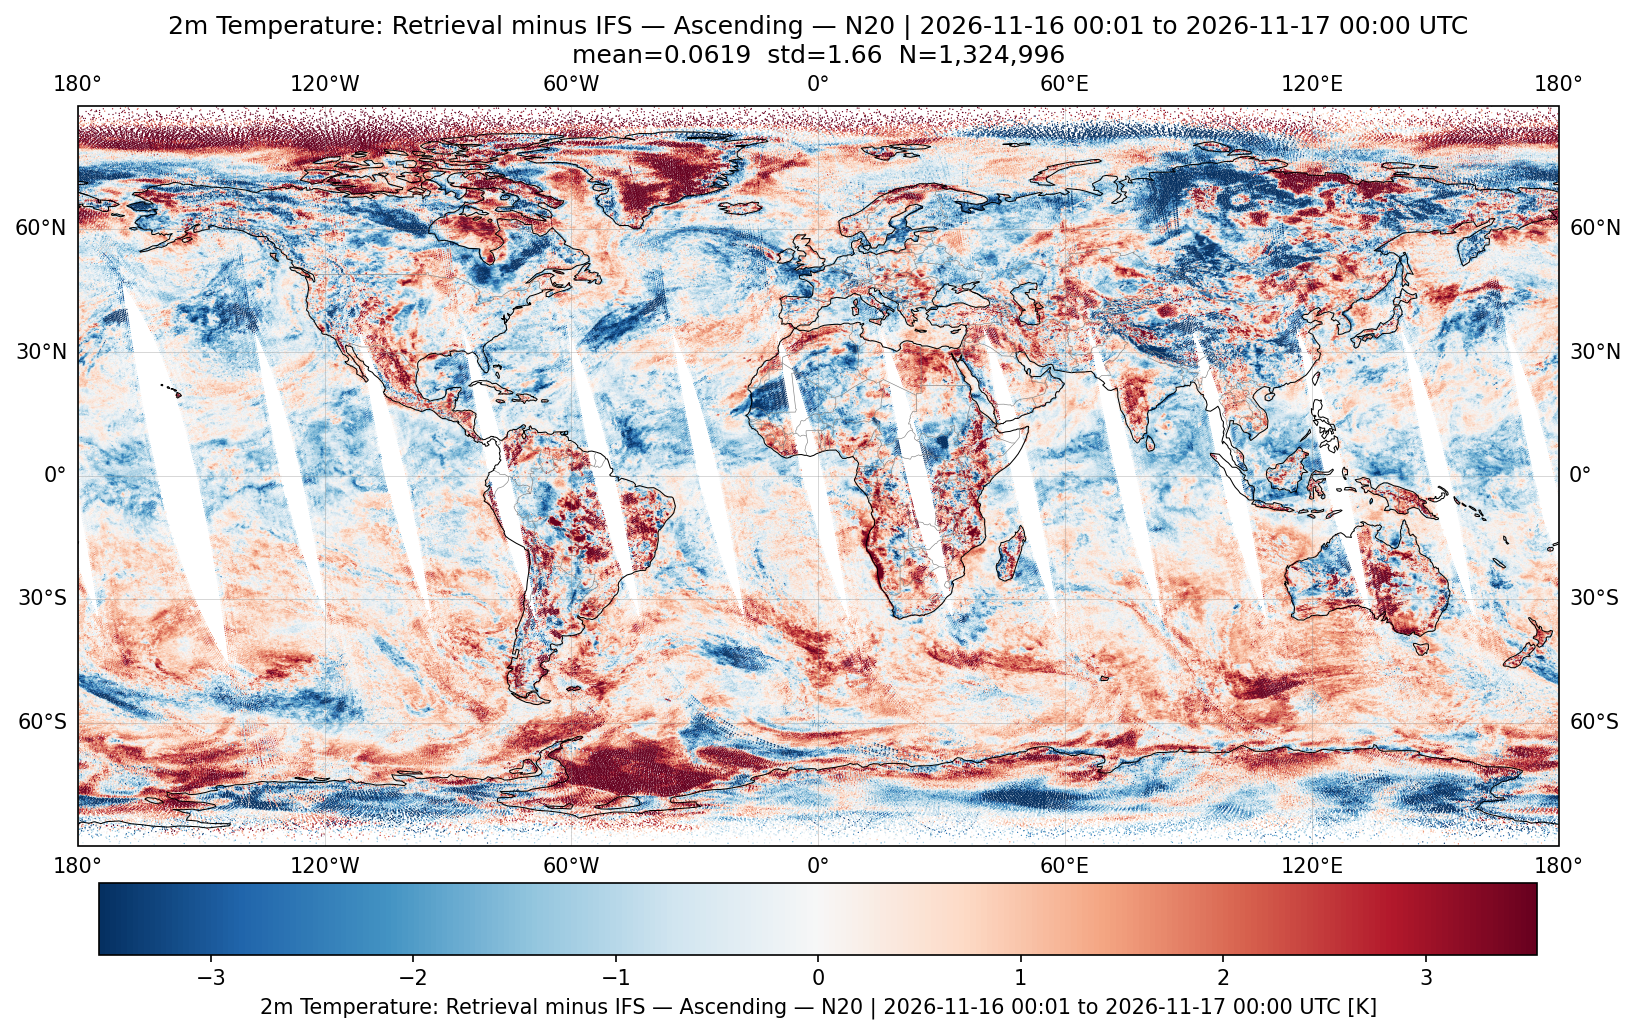 2m Temperature: Retrieval minus IFS — Ascending — N20 | 2026-11-16 00:01 to 2026-11-17 00:00 UTC
mean=0.0619  std=1.66  N=1,324,996
180° 120°W 60°W 0° 60°E 120°E 180°
60°N 60°N
30°N 30°N
0° 0°
30°S 30°S
60°S 60°S
180° 120°W 60°W 0° 60°E 120°E 180°
−3 −2 −1 0 1 2 3
2m Temperature: Retrieval minus IFS — Ascending — N20 | 2026-11-16 00:01 to 2026-11-17 00:00 UTC [K]